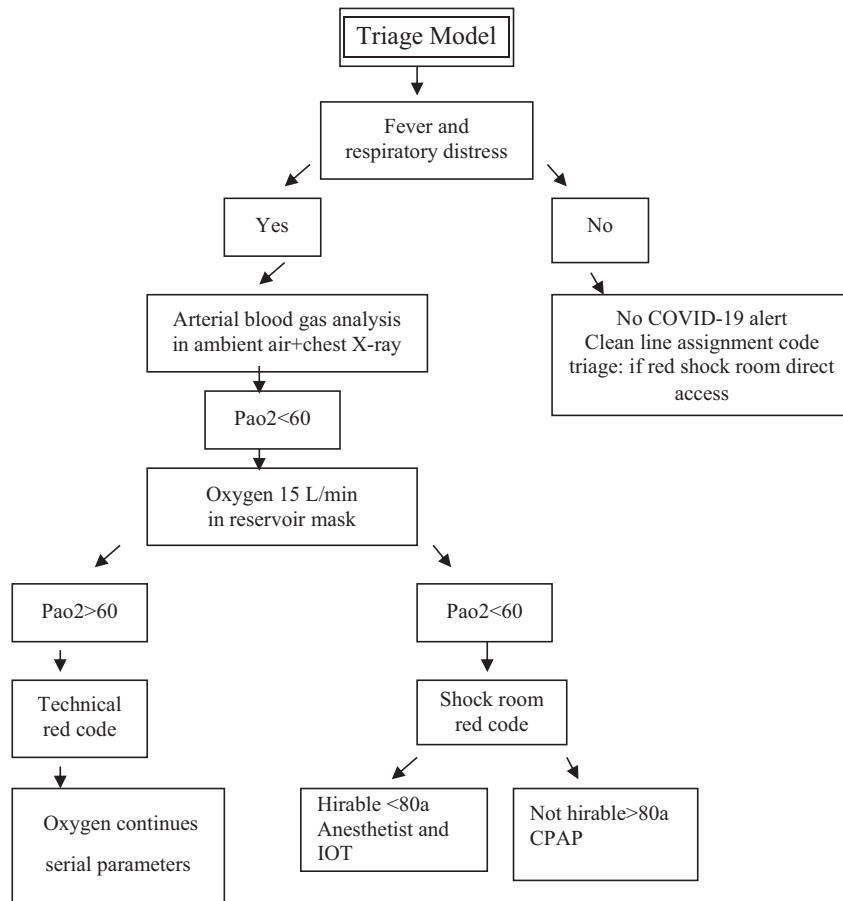 Triage Model
Fever and
respiratory distress
Yes
No
Arterial blood gas analysis
in ambient air+chest X-ray
No COVID-19 alert
Clean line assignment code
triage: if red shock room direct
access
Pao2<60
Oxygen 15 L/min
in reservoir mask
Pao2>60
Pao2<60
Technical
red code
Shock room
red code
Oxygen continues
serial parameters
Hirable <80a
Anesthetist and
IOT
Not hirable>80a
CPAP